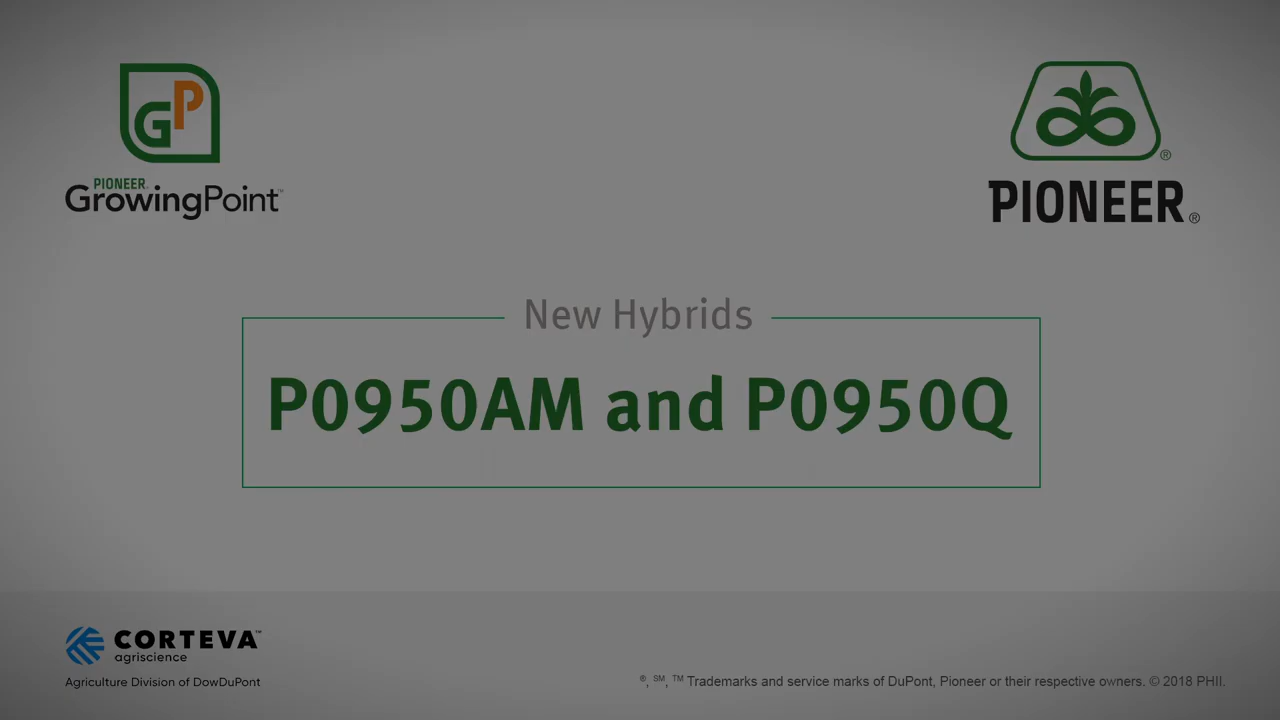 GP
PIONEER®
GrowingPoint™
®
PIONEER®
New Hybrids
P0950AM and P0950Q
CORTEVA™
agriscience
Agriculture Division of DowDuPont
®, SM, TM Trademarks and service marks of DuPont, Pioneer or their respective owners. © 2018 PHII.